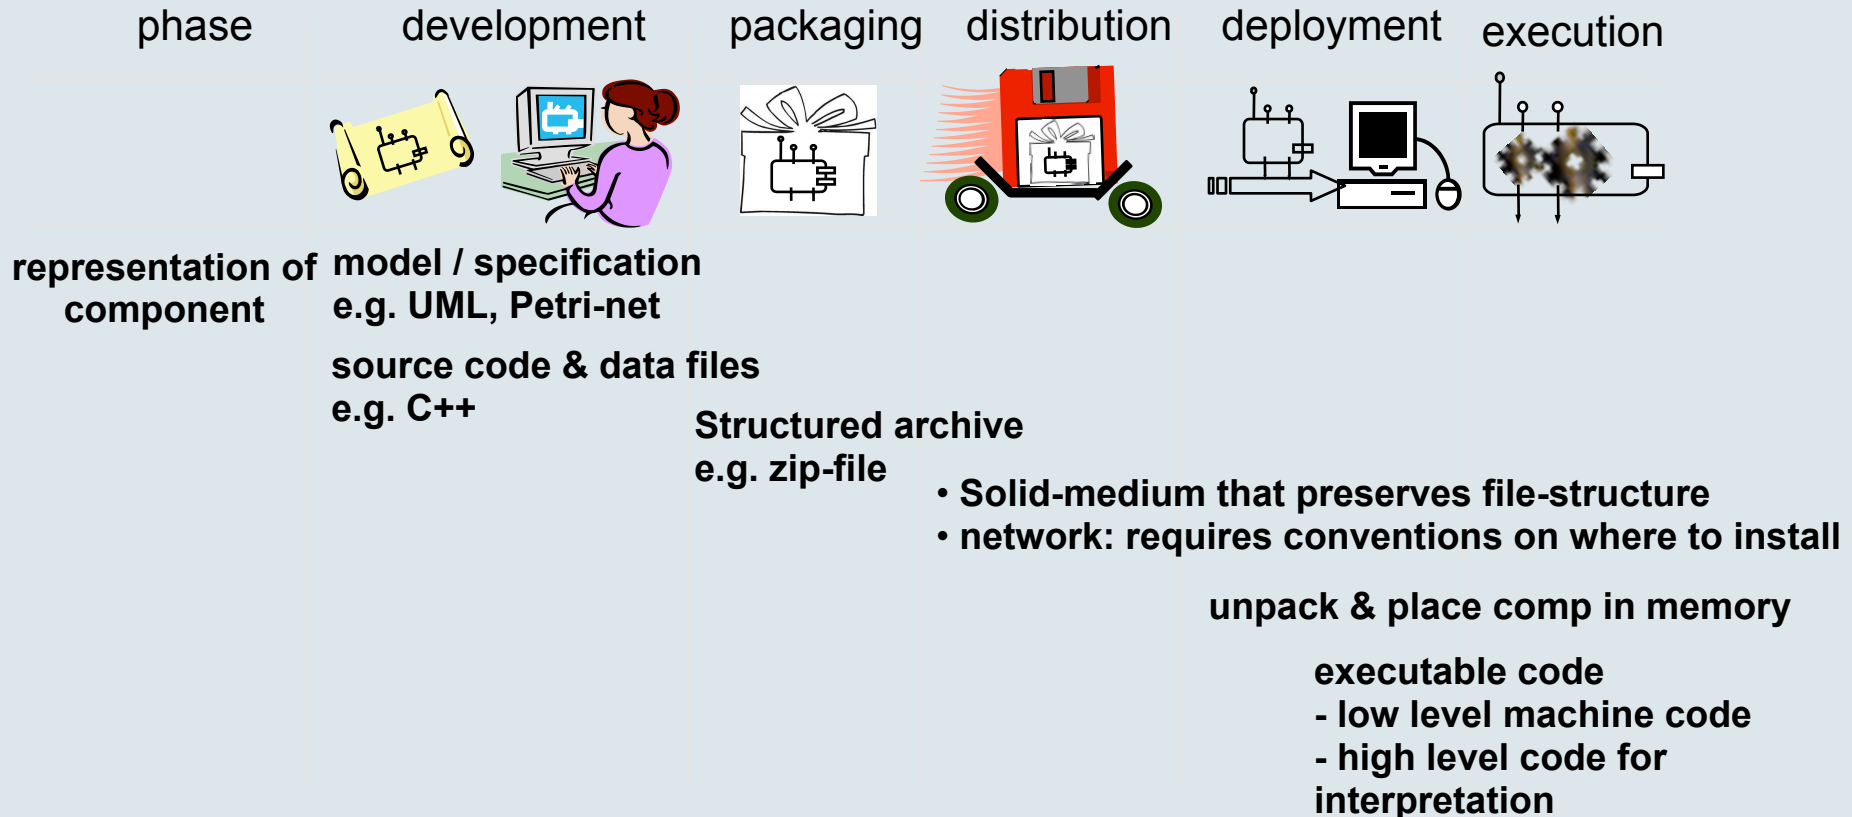 phase development packaging distribution deployment execution
representation of
component
model / specification
e.g. UML, Petri-net
source code & data files
e.g. C++
Structured archive
e.g. zip-file
• Solid-medium that preserves file-structure
• network: requires conventions on where to install
unpack & place comp in memory
executable code
- low level machine code
- high level code for
interpretation